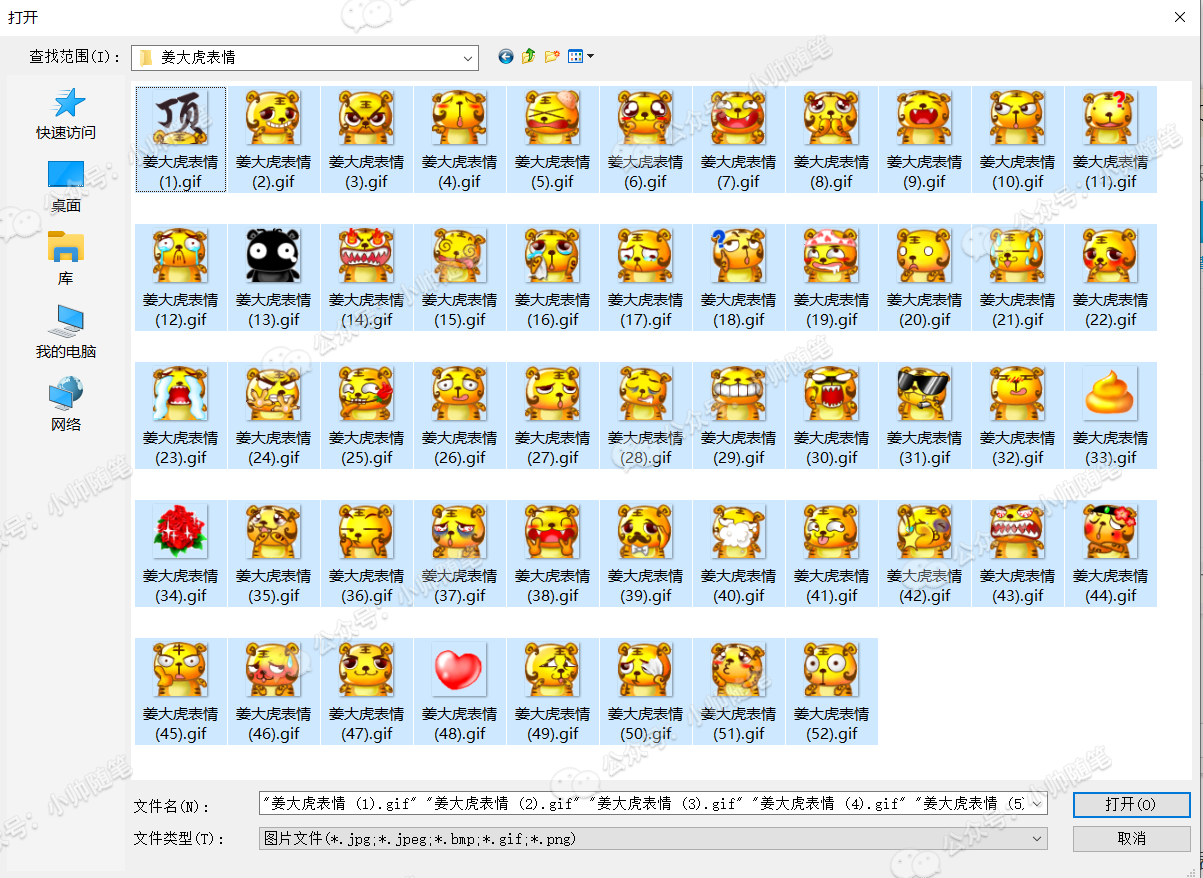 打开
查找范围(I):
姜大虎表情
快速访问
桌面
库
我的电脑
网络
顶
姜大虎表情 (1).gif
姜大虎表情 (2).gif
姜大虎表情 (3).gif
姜大虎表情 (4).gif
姜大虎表情 (5).gif
姜大虎表情 (6).gif
姜大虎表情 (7).gif
姜大虎表情 (8).gif
姜大虎表情 (9).gif
姜大虎表情 (10).gif
姜大虎表情 (11).gif
姜大虎表情 (12).gif
姜大虎表情 (13).gif
姜大虎表情 (14).gif
姜大虎表情 (15).gif
姜大虎表情 (16).gif
姜大虎表情 (17).gif
姜大虎表情 (18).gif
姜大虎表情 (19).gif
姜大虎表情 (20).gif
姜大虎表情 (21).gif
姜大虎表情 (22).gif
姜大虎表情 (23).gif
姜大虎表情 (24).gif
姜大虎表情 (25).gif
姜大虎表情 (26).gif
姜大虎表情 (27).gif
姜大虎表情 (28).gif
姜大虎表情 (29).gif
姜大虎表情 (30).gif
姜大虎表情 (31).gif
姜大虎表情 (32).gif
姜大虎表情 (33).gif
姜大虎表情 (34).gif
姜大虎表情 (35).gif
姜大虎表情 (36).gif
姜大虎表情 (37).gif
姜大虎表情 (38).gif
姜大虎表情 (39).gif
姜大虎表情 (40).gif
姜大虎表情 (41).gif
姜大虎表情 (42).gif
姜大虎表情 (43).gif
姜大虎表情 (44).gif
姜大虎表情 (45).gif
姜大虎表情 (46).gif
姜大虎表情 (47).gif
姜大虎表情 (48).gif
姜大虎表情 (49).gif
姜大虎表情 (50).gif
姜大虎表情 (51).gif
姜大虎表情 (52).gif
文件名(N):
"姜大虎表情 (1).gif" "姜大虎表情 (2).gif" "姜大虎表情 (3).gif" "姜大虎表情 (4).gif" "姜大虎表情 (5)
打开(O)
文件类型(T):
图片文件(*.jpg;*.jpeg;*.bmp;*.gif;*.png)
取消
公众号: 小帅随笔